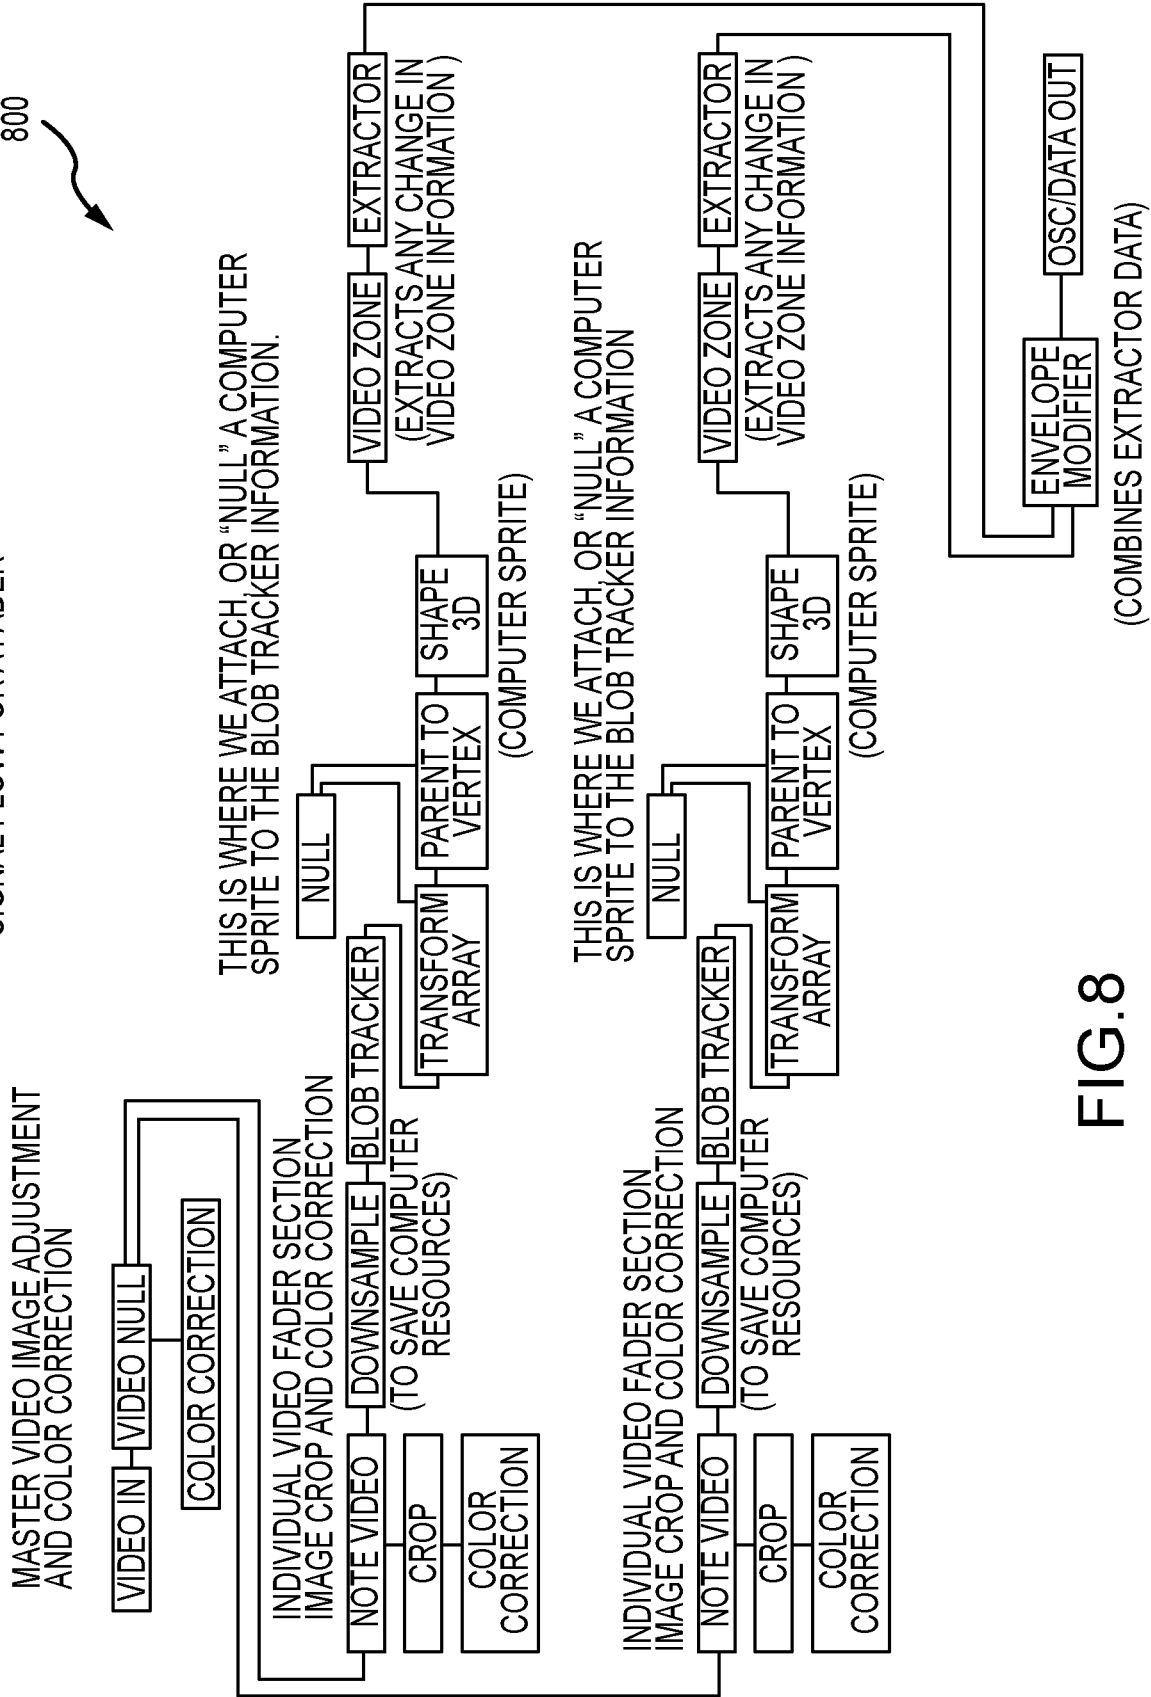 800
MASTER VIDEO IMAGE ADJUSTMENT
AND COLOR CORRECTION
VIDEO IN
VIDEO NULL
COLOR CORRECTION
INDIVIDUAL VIDEO FADER SECTION
IMAGE CROP AND COLOR CORRECTION
NOTE VIDEO
CROP
COLOR
CORRECTION
DOWNSAMPLE
(TO SAVE COMPUTER
RESOURCES)
BLOB TRACKER
TRANSFORM
ARRAY
THIS IS WHERE WE ATTACH, OR “NULL” A COMPUTER
SPRITE TO THE BLOB TRACKER INFORMATION.
NULL
PARENT TO
VERTEX
SHAPE
3D
(COMPUTER SPRITE)
VIDEO ZONE
EXTRACTOR
(EXTRACTS ANY CHANGE IN
VIDEO ZONE INFORMATION )
INDIVIDUAL VIDEO FADER SECTION
IMAGE CROP AND COLOR CORRECTION
NOTE VIDEO
CROP
COLOR
CORRECTION
DOWNSAMPLE
(TO SAVE COMPUTER
RESOURCES)
BLOB TRACKER
TRANSFORM
ARRAY
THIS IS WHERE WE ATTACH, OR “NULL” A COMPUTER
SPRITE TO THE BLOB TRACKER INFORMATION
NULL
PARENT TO
VERTEX
SHAPE
3D
(COMPUTER SPRITE)
VIDEO ZONE
EXTRACTOR
(EXTRACTS ANY CHANGE IN
VIDEO ZONE INFORMATION )
ENVELOPE
MODIFIER
OSC/DATA OUT
(COMBINES EXTRACTOR DATA)
FIG.8